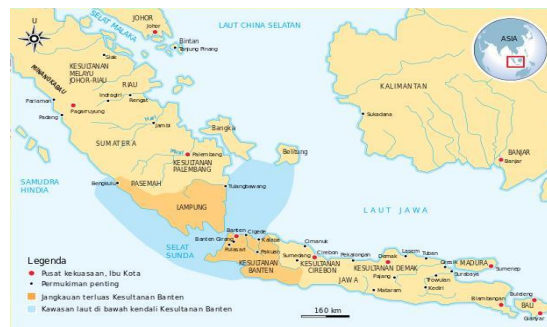 U
SELAT MALAKA
JOHOR
Johor
LAUT CHINA SELATAN
Bintan
Tanjung Pinang
ASIA
Siak
KESULTANAN
MELAYU
JOHOR-RIAU
MINANGKABAU
RIAU
Indragiri
Rengat
Pariaman
Pagarruyung
Padang
Jambi
KALIMANTAN
Sukadana
SUMATERA
Bangka
Palembang
KESULTANAN
PALEMBANG
Belitung
BANJAR
Banjar
SAMUDRA
HINDIA
Bengkulu
PASEMAH
Tulangbawang
LAMPUNG
LAUT JAWA
SELAT
SUNDA
Banten
Cigede
Banten Girang
Kalapa
Pulasari
Pakuan
Cimanuk
Sumedang
Cirebon
KESULTANAN
CIREBON
KESULTANAN
BANTEN
Pekalongan
Demak
Lasem
Tuban
KESULTANAN DEMAK
Gresik
MADURA
Surabaya
Sumenep
JAWA
Pajang
Mataram
Trowulan
Kediri
Blambangan
Buleleng
BALI
Gianyar
Legenda
Pusat kekuasaan, Ibu Kota
Permukiman penting
Jangkauan terluas Kesultanan Banten
Kawasan laut di bawah kendali Kesultanan Banten
160 km